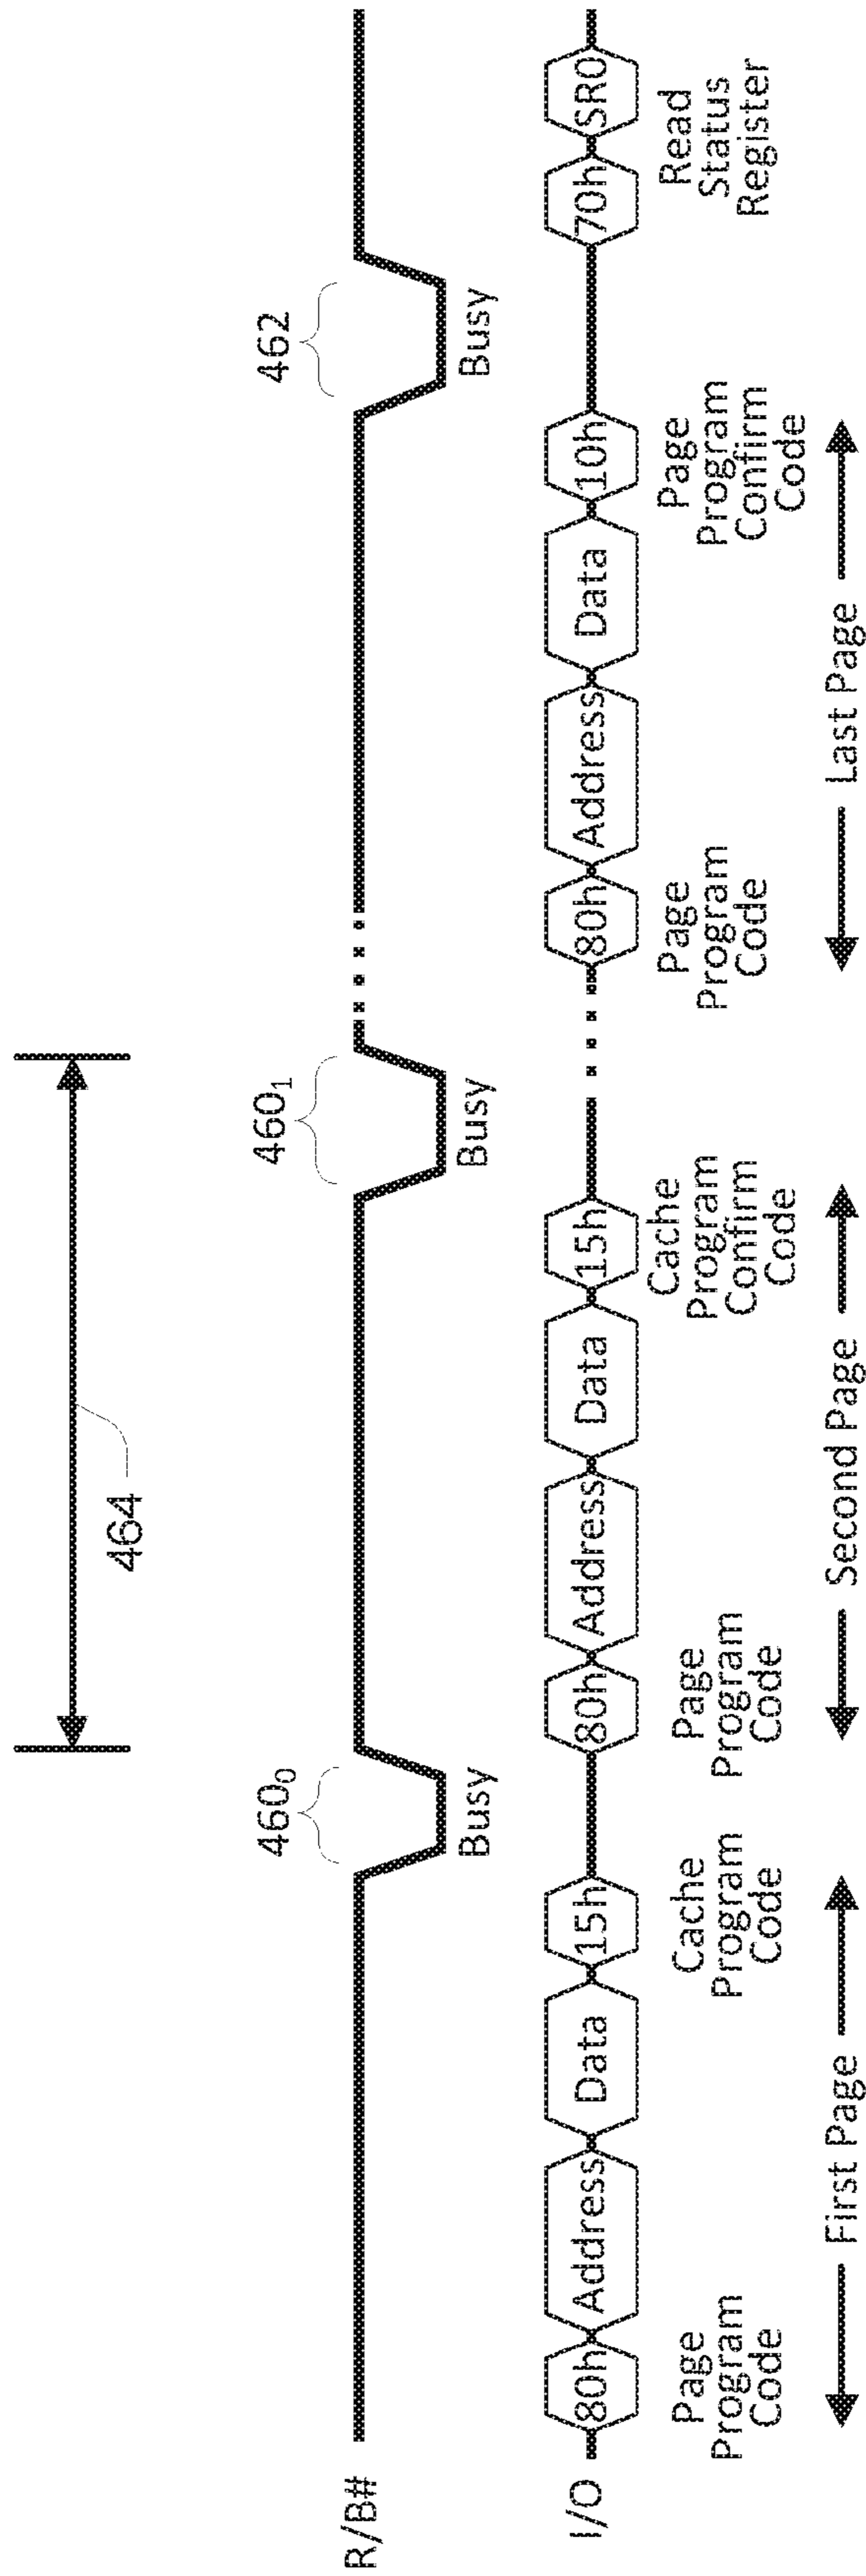 464
460₀
460₁
462
R/B#
Busy
Busy
Busy
I/O
80h
Address
Data
15h
80h
Address
Data
15h
80h
Address
Data
10h
70h
SR0
Page
Program
Code
Cache
Program
Code
Page
Program
Code
Cache
Program
Confirm
Code
Page
Program
Code
Page
Program
Confirm
Code
Read
Status
Register
First Page
Second Page
Last Page